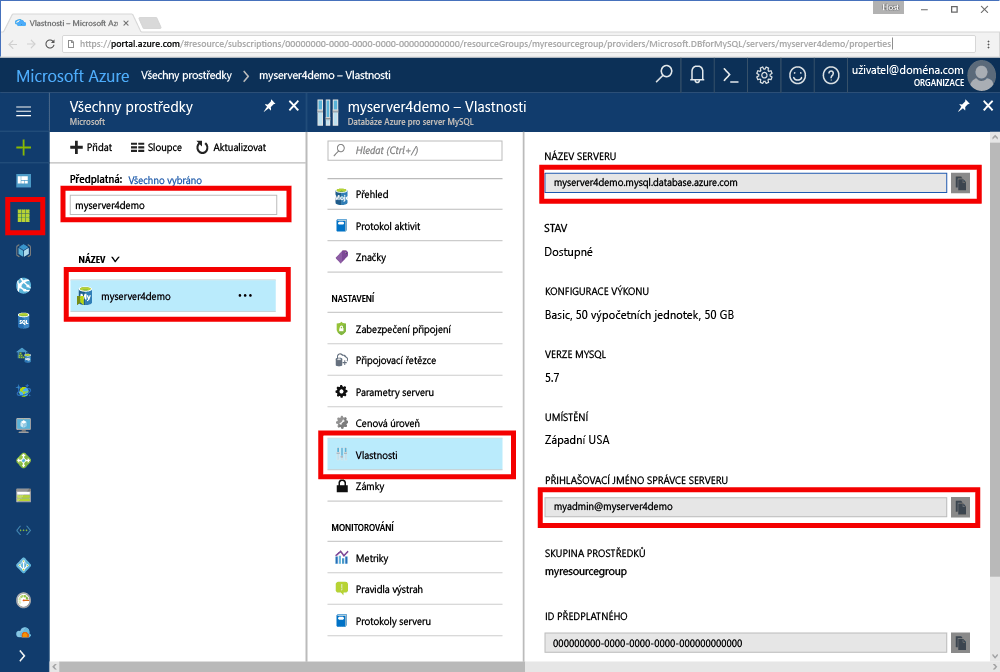 Host
Vlastnosti – Microsoft Az
https://portal.azure.com/#resource/subscriptions/00000000-0000-0000-0000-000000000000/resourceGroups/myresourcegroup/providers/Microsoft.DBforMySQL/servers/myserver4demo/properties
Microsoft Azure
Všechny prostředky
myserver4demo – Vlastnosti
uživatel@doména.com
ORGANIZACE
Všechny prostředky
Microsoft
Přidat
Sloupce
Aktualizovat
Předplatná: Všechno vybráno
myserver4demo
NÁZEV
myserver4demo
myserver4demo – Vlastnosti
Databáze Azure pro server MySQL
Hledat (Ctrl+/)
Přehled
Protokol aktivit
Značky
NASTAVENÍ
Zabezpečení připojení
Připojovací řetězce
Parametry serveru
Cenová úroveň
Vlastnosti
Zámky
MONITOROVÁNÍ
Metriky
Pravidla výstrah
Protokoly serveru
NÁZEV SERVERU
myserver4demo.mysql.database.azure.com
STAV
Dostupné
KONFIGURACE VÝKONU
Basic, 50 výpočetních jednotek, 50 GB
VERZE MYSQL
5.7
UMÍSTĚNÍ
Západní USA
PŘIHLAŠOVACÍ JMÉNO SPRÁVCE SERVERU
myadmin@myserver4demo
SKUPINA PROSTŘEDKŮ
myresourcegroup
ID PŘEDPLATNÉHO
000000000-0000-0000-0000-000000000000